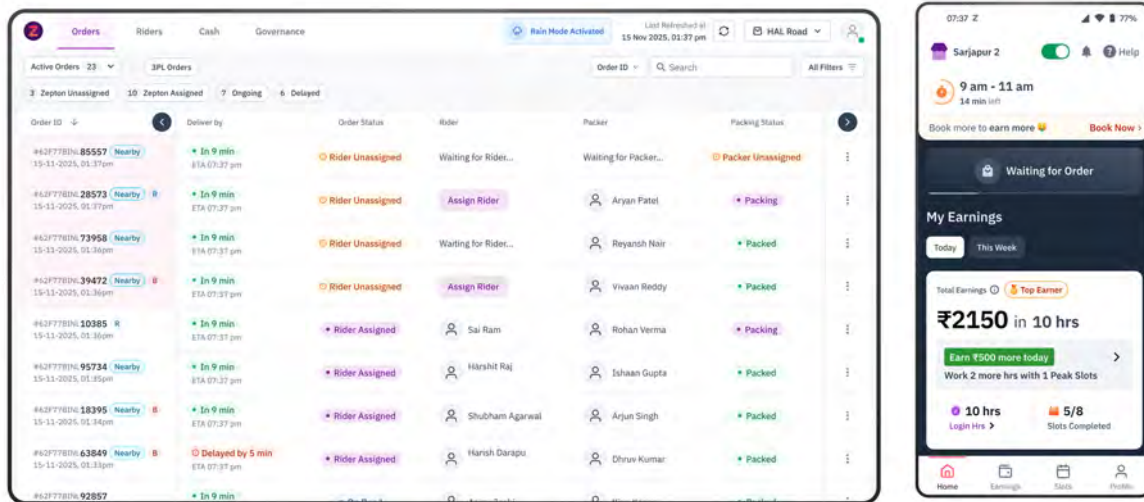 Orders Riders Cash Governance Rain Mode Activated Last Refreshed at HAL Road
15 Nov 2025, 01:37 pm
Active Orders 23 3PL Orders Order ID Search All Filters
3 Zepton Unassigned 10 Zepton Assigned 7 Ongoing 6 Delayed
Order ID Deliver by Order Status Rider Packer Packing Status
#62F77BINL85557 Nearby In 9 min Rider Unassigned Waiting for Rider... Waiting for Packer... Packer Unassigned
15-11-2025, 01:37pm ETA 07:37 pm
#62F77BINL28573 Nearby R In 9 min Rider Unassigned Assign Rider Aryan Patel Packing
15-11-2025, 01:37pm ETA 07:37 pm
#62F77BINL73958 Nearby In 9 min Rider Unassigned Waiting for Rider... Reyansh Nair Packed
15-11-2025, 01:36pm ETA 07:37 pm
#62F77BINL39472 Nearby B In 9 min Rider Unassigned Assign Rider Vivaan Reddy Packed
15-11-2025, 01:36pm ETA 07:37 pm
#62F77BINL10385 R In 9 min Rider Assigned Sai Ram Rohan Verma Packing
15-11-2025, 01:36pm ETA 07:37 pm
#62F77BINL95734 Nearby In 9 min Rider Assigned Harshit Raj Ishaan Gupta Packed
15-11-2025, 01:35pm ETA 07:37 pm
#62F77BINL18395 Nearby B In 9 min Rider Assigned Shubham Agarwal Arjun Singh Packed
15-11-2025, 01:34pm ETA 07:37 pm
#62F77BINL63849 Nearby B Delayed by 5 min Rider Assigned Harish Darapu Dhruv Kumar Packed
15-11-2025, 01:33pm ETA 07:37 pm
#62F77BINL92857 In 9 min
07:37 Z 77%
Sarjapur 2 Help
9 am - 11 am
14 min left
Book more to earn more Book Now >
Waiting for Order
My Earnings
Today This Week
Total Earnings Top Earner
₹2150 in 10 hrs
Earn ₹500 more today
Work 2 more hrs with 1 Peak Slots
10 hrs 5/8
Login Hrs > Slots Completed
Home Earnings Slots Profile